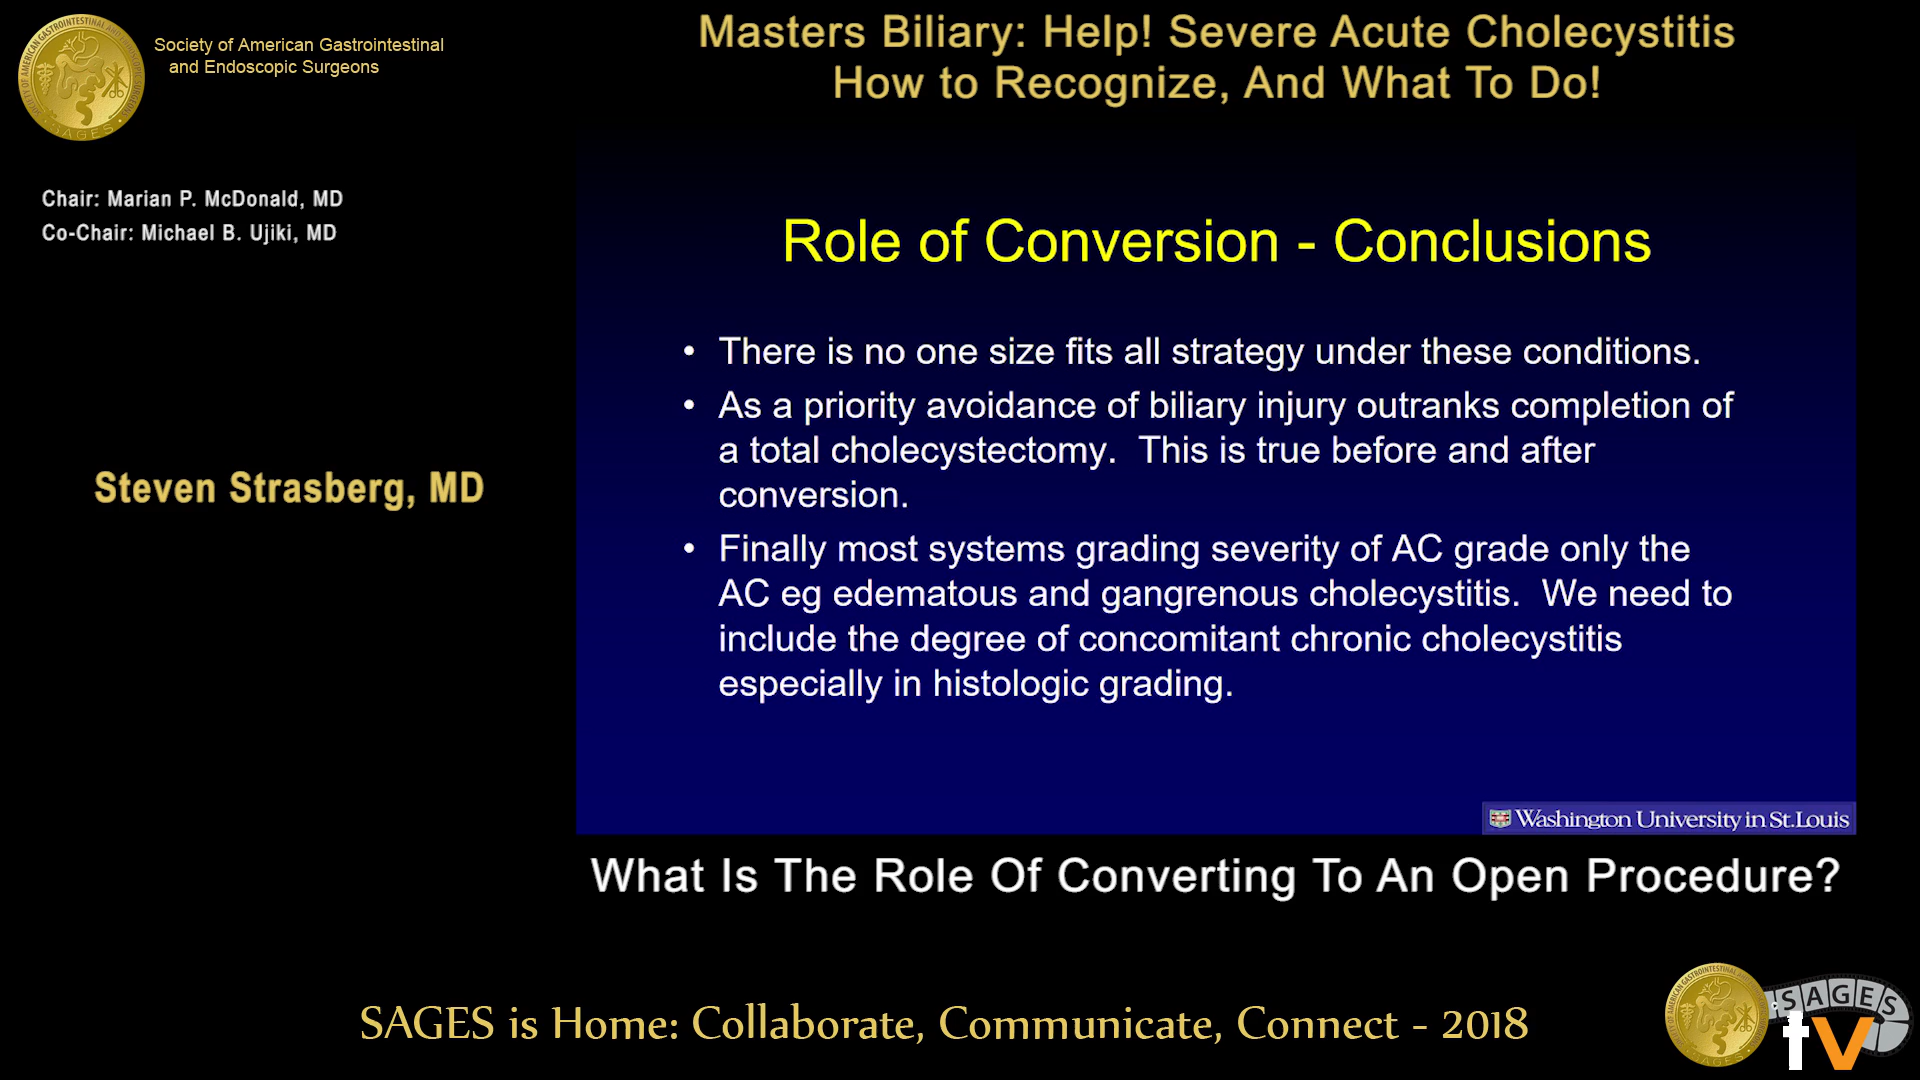 Society of American Gastrointestinal
and Endoscopic Surgeons
Masters Biliary: Help! Severe Acute Cholecystitis
How to Recognize, And What To Do!
Chair: Marian P. McDonald, MD
Co-Chair: Michael B. Ujiki, MD
Steven Strasberg, MD
Role of Conversion - Conclusions
• There is no one size fits all strategy under these conditions.
• As a priority avoidance of biliary injury outranks completion of
a total cholecystectomy.  This is true before and after
conversion.
• Finally most systems grading severity of AC grade only the
AC eg edematous and gangrenous cholecystitis.  We need to
include the degree of concomitant chronic cholecystitis
especially in histologic grading.
Washington University in St.Louis
What Is The Role Of Converting To An Open Procedure?
SAGES is Home: Collaborate, Communicate, Connect - 2018
SAGES
tv